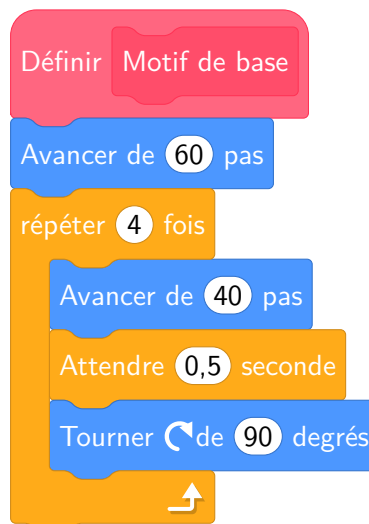 Définir Motif de base
Avancer de 60 pas
répéter 4 fois
Avancer de 40 pas
Attendre 0,5 seconde
Tourner de 90 degrés